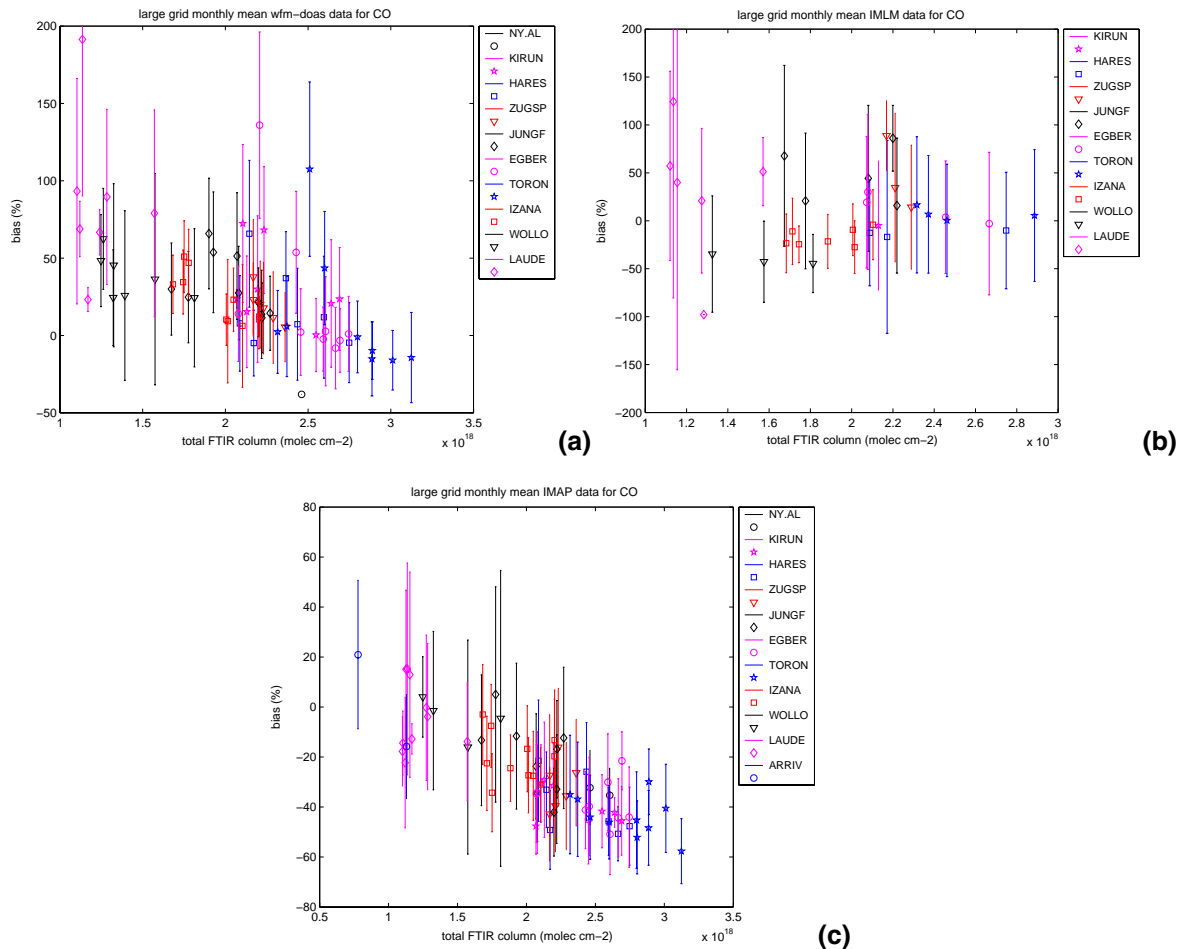 large grid monthly mean wfm−doas data for CO
200
150
100
50
0
−50
bias (%)
1
1.5
2
2.5
3
3.5
x 10^18
total FTIR column (molec cm−2)
NY.AL
KIRUN
HARES
ZUGSP
JUNGF
EGBER
TORON
IZANA
WOLLO
LAUDE
(a)
large grid monthly mean IMLM data for CO
200
150
100
50
0
−50
−100
−150
−200
bias (%)
1
1.2
1.4
1.6
1.8
2
2.2
2.4
2.6
2.8
3
x 10^18
total FTIR column (molec cm−2)
KIRUN
HARES
ZUGSP
JUNGF
EGBER
TORON
IZANA
WOLLO
LAUDE
(b)
large grid monthly mean IMAP data for CO
80
60
40
20
0
−20
−40
−60
−80
bias (%)
0.5
1
1.5
2
2.5
3
3.5
x 10^18
total FTIR column (molec cm−2)
NY.AL
KIRUN
HARES
ZUGSP
JUNGF
EGBER
TORON
IZANA
WOLLO
LAUDE
ARRIV
(c)